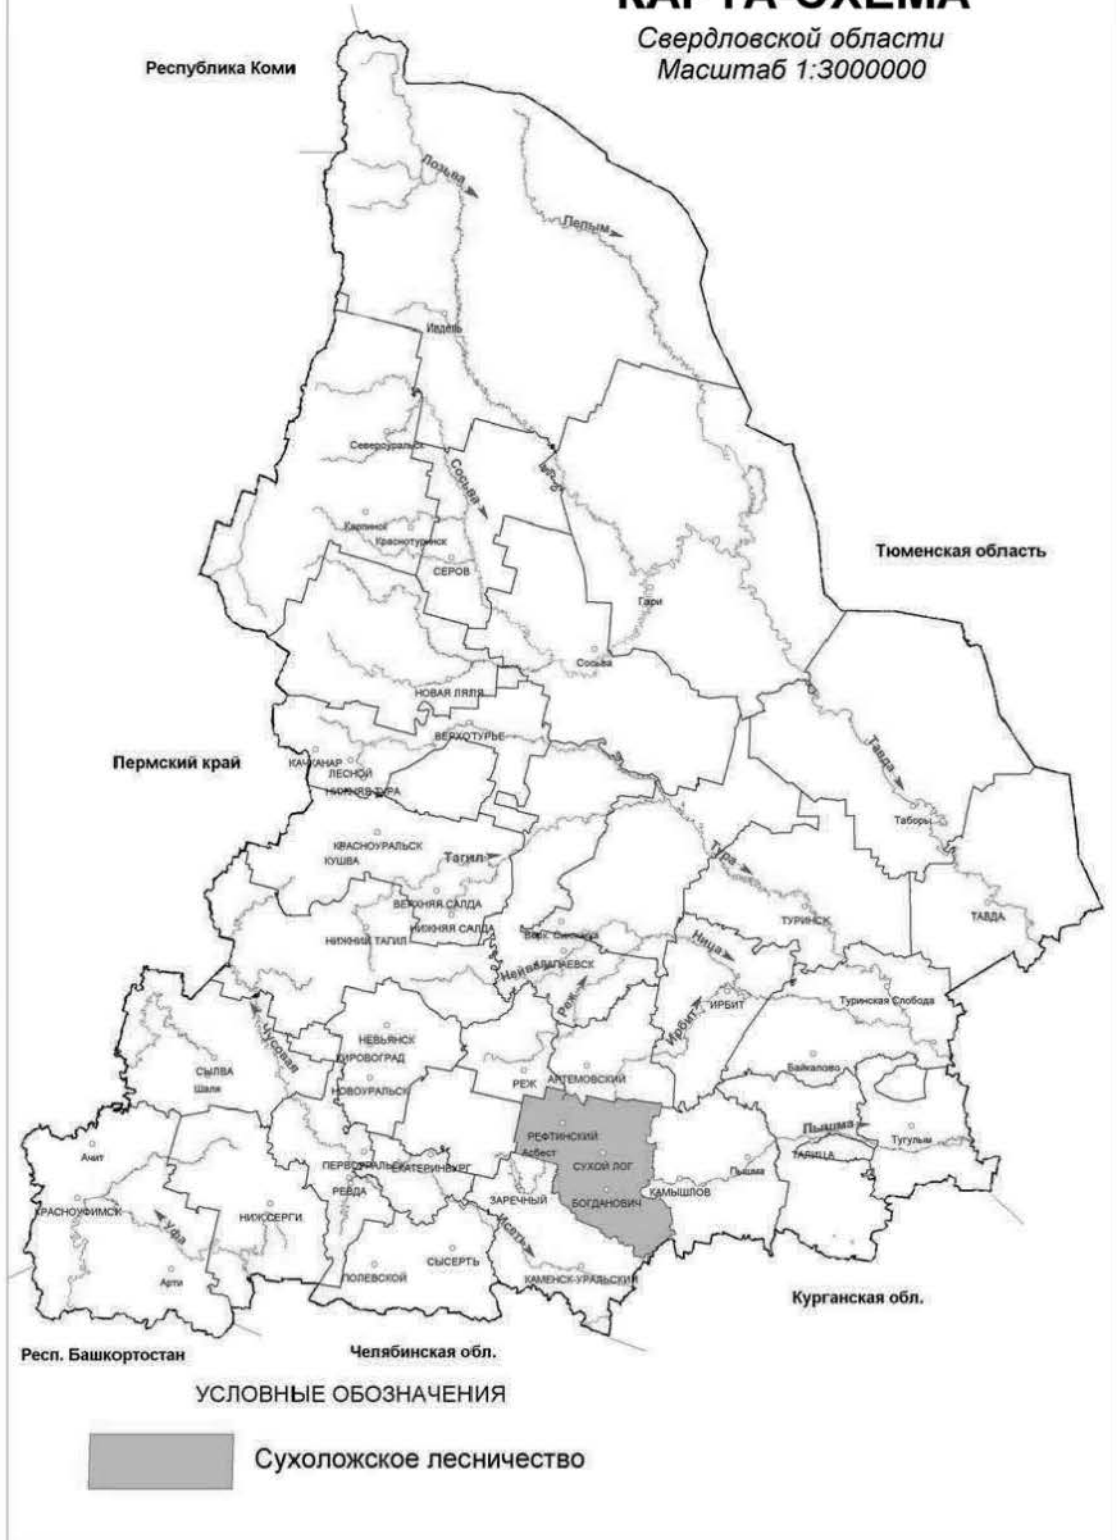 КАРТА-СХЕМА
Свердловской области
Масштаб 1:3000000
Республика Коми
Лозьва
Пелым
Ивдель
Североуральск
Сосьва
Карпинск
Краснотурьинск
СЕРОВ
Тюменская область
Гари
Сосьва
НОВАЯ ЛЯЛЯ
ВЕРХОТУРЬЕ
Пермский край
КАЧКАНАР
ЛЕСНОЙ
НИЖНЯЯ ТУРА
Тавда
Таборы
КРАСНОУРАЛЬСК
КУШВА
Тагил
Тура
ВЕРХНЯЯ САЛДА
НИЖНЯЯ САЛДА
НИЖНИЙ ТАГИЛ
ТУРИНСК
ТАВДА
Ница
Нейва
АЛАПАЕВСК
Реж
Ирбит
ИРБИТ
Туринская Слобода
Чусовая
НЕВЬЯНСК
КИРОВОГРАД
СЫЛВА
Шаля
НОВОУРАЛЬСК
РЕЖ
АРТЕМОВСКИЙ
Байкалово
Пышма
Тугулым
ТАЛИЦА
РЕФТИНСКИЙ
Асбест
СУХОЙ ЛОГ
Ачит
ПЕРВОУРАЛЬСК
ЕКАТЕРИНБУРГ
Пышма
РЕВДА
ЗАРЕЧНЫЙ
БОГДАНОВИЧ
КАМЫШЛОВ
КРАСНОУФИМСК
Уфа
НИЖ.СЕРГИ
Исеть
СЫСЕРТЬ
Арти
ПОЛЕВСКОЙ
КАМЕНСК-УРАЛЬСКИЙ
Курганская обл.
Респ. Башкортостан
Челябинская обл.
УСЛОВНЫЕ ОБОЗНАЧЕНИЯ
Сухоложское лесничество